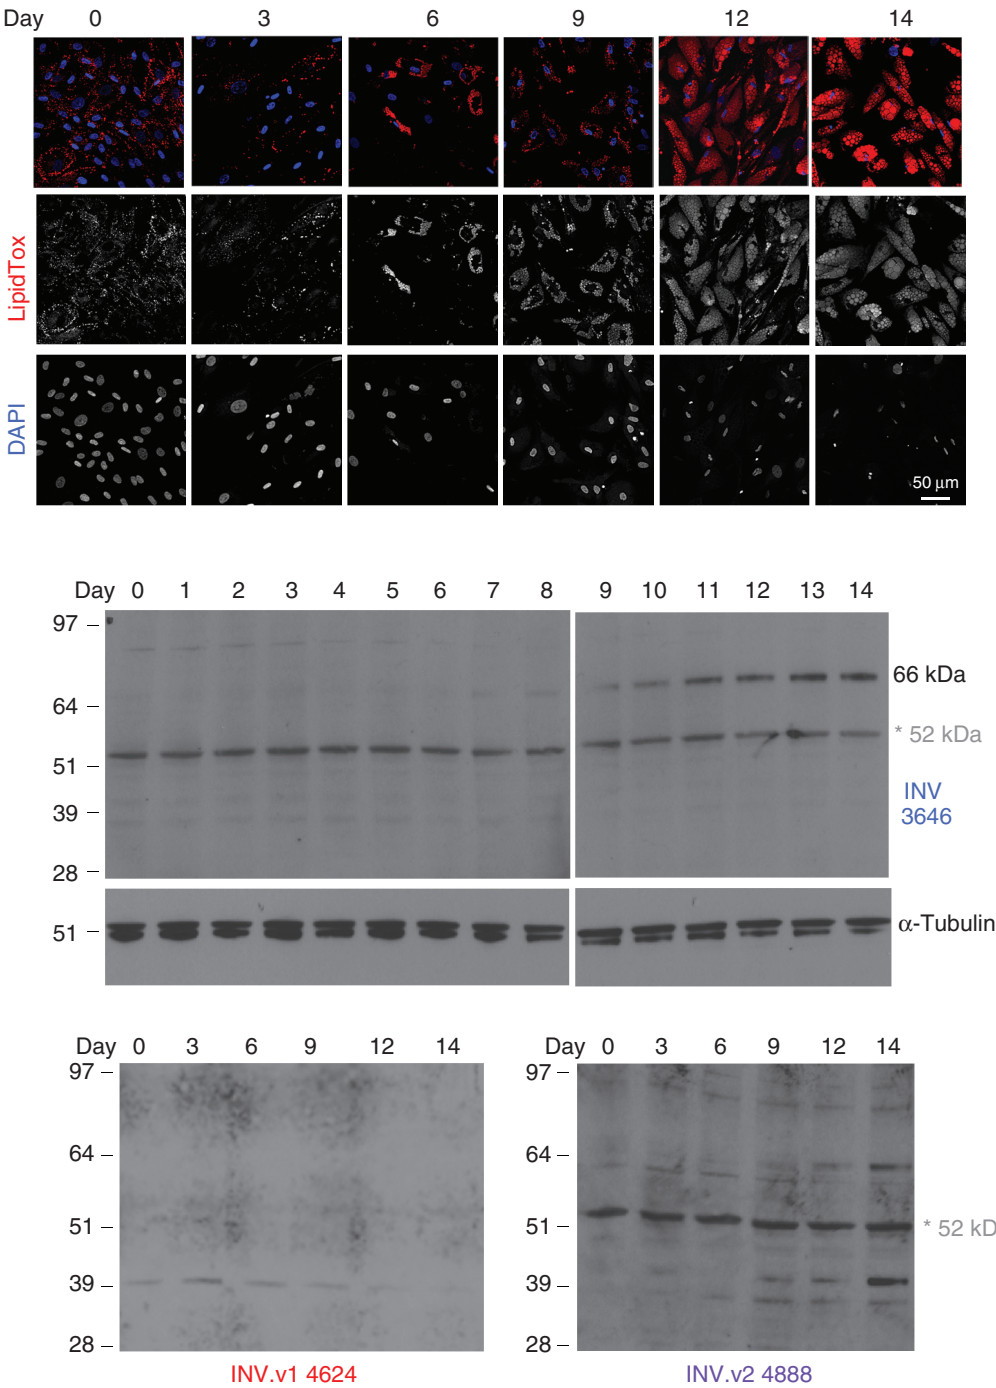 Day 0 3 6 9 12 14
LipidTox
DAPI
50 µm
Day 0 1 2 3 4 5 6 7 8 9 10 11 12 13 14
97
64
51
39
28
66 kDa
* 52 kDa
INV
3646
51
α-Tubulin
Day 0 3 6 9 12 14
97
64
51
39
28
INV.v1 4624
Day 0 3 6 9 12 14
97
64
51
39
28
* 52 kD
INV.v2 4888